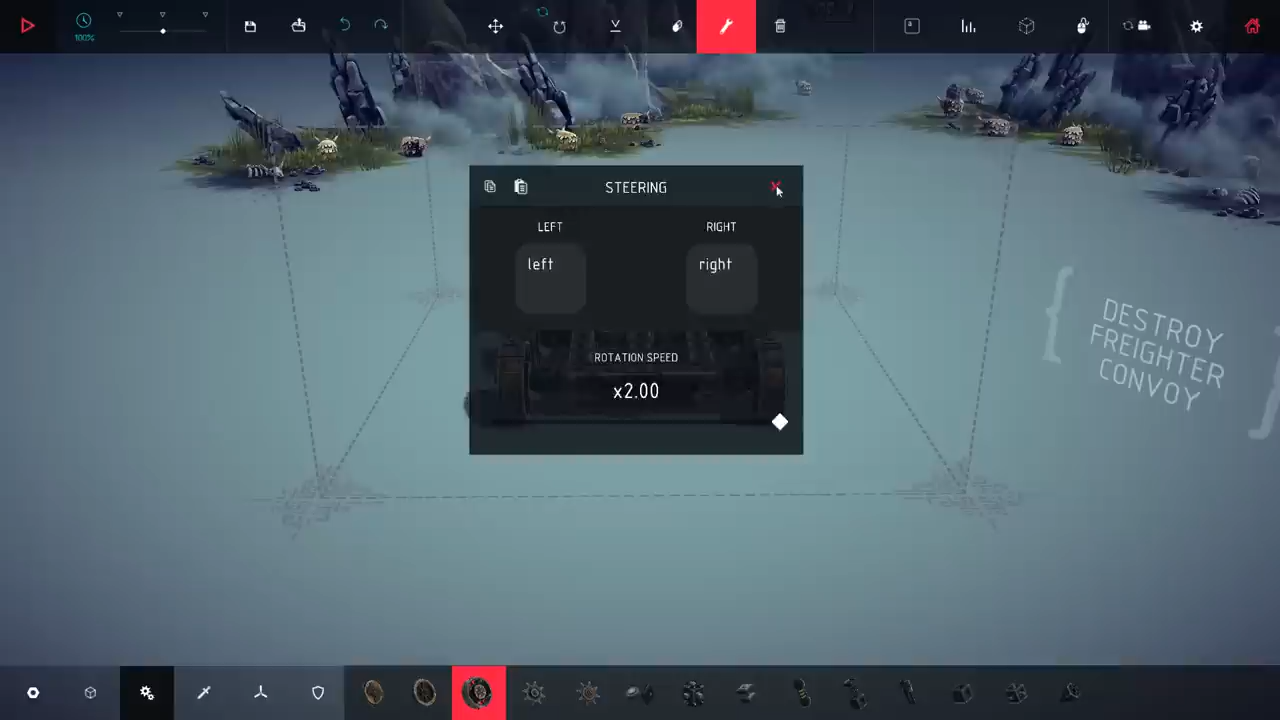 100%
STEERING
LEFT RIGHT
left right
ROTATION SPEED
x2.00
DESTROY
FREIGHTER
CONVOY